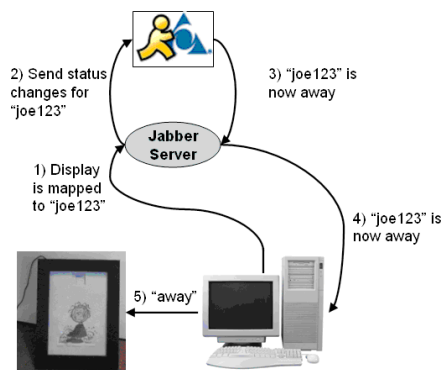 2) Send status
changes for
“joe123”
3) “joe123” is
now away
Jabber
Server
1) Display
is mapped
to “joe123”
4) “joe123” is
now away
5) “away”